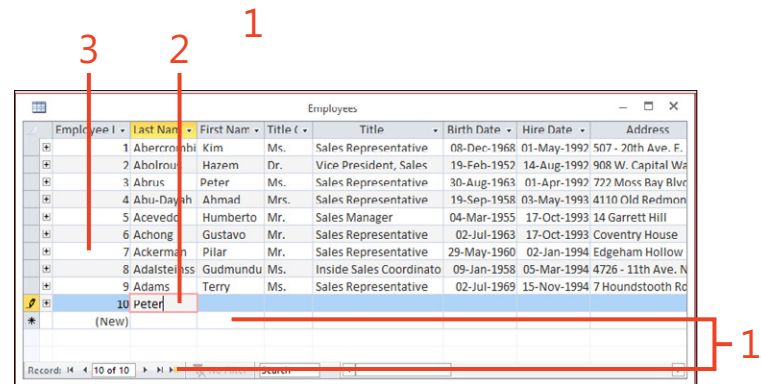 1
3 2
Employees
Employee I Last Nam First Nam Title ( Title Birth Date Hire Date Address
1 Abercrombi Kim Ms. Sales Representative 08-Dec-1968 01-May-1992 507 - 20th Ave. E.
2 Abolrous Hazem Dr. Vice President, Sales 19-Feb-1952 14-Aug-1992 908 W. Capital Wa
3 Abrus Peter Ms. Sales Representative 30-Aug-1963 01-Apr-1992 722 Moss Bay Blvd
4 Abu-Dayah Ahmad Mrs. Sales Representative 19-Sep-1958 03-May-1993 4110 Old Redmon
5 Acevedo Humberto Mr. Sales Manager 04-Mar-1955 17-Oct-1993 14 Garrett Hill
6 Achong Gustavo Mr. Sales Representative 02-Jul-1963 17-Oct-1993 Coventry House
7 Ackerman Pilar Mr. Sales Representative 29-May-1960 02-Jan-1994 Edgeham Hollow
8 Adalsteinss Gudmundu Ms. Inside Sales Coordinato 09-Jan-1958 05-Mar-1994 4726 - 11th Ave. N
9 Adams Terry Ms. Sales Representative 02-Jul-1969 15-Nov-1994 7 Houndstooth Rd
10 Peter
(New)
1
Record: 10 of 10 No Filter Search